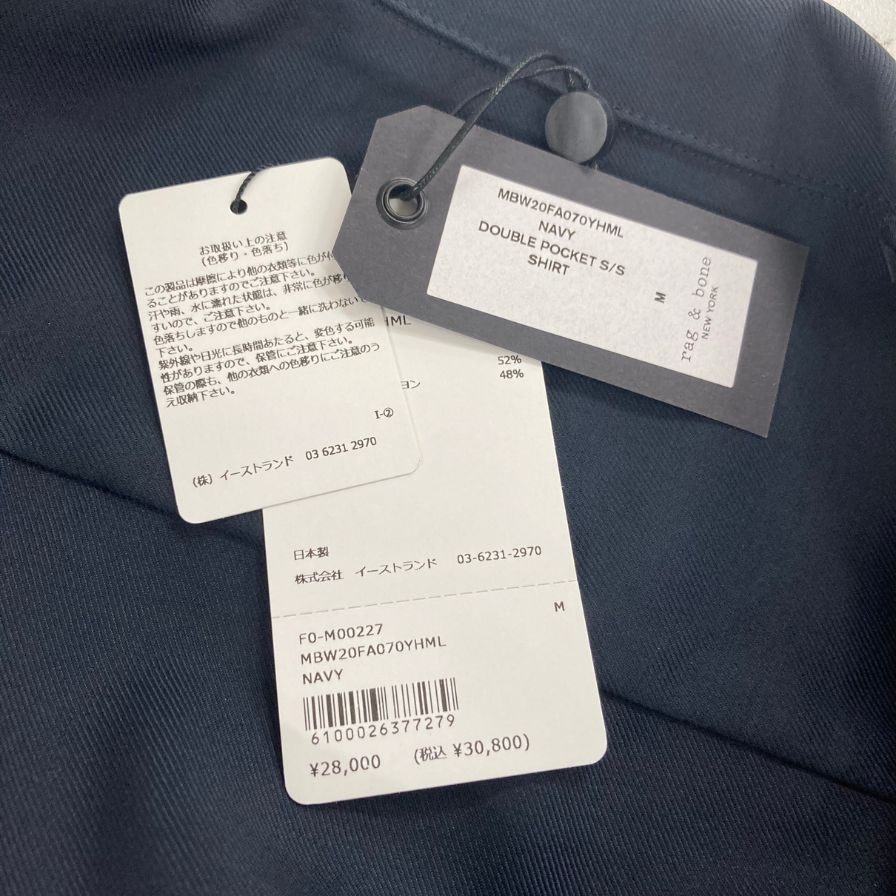 お取扱い上の注意
(色移り・色落ち)
この製品は摩擦により他の衣類等に色が
ることがありますのでご注意下さい。
汗や雨、水に濡れた状態は、非常に色が移り
すいので、ご注意下さい。
色落ちしますので他のものと一緒に洗わないで
下さい。
紫外線や日光に長時間あたると、変色する可能
性がありますので、保管にご注意下さい。
保管の際も、他の衣類への色移りにご注意のう
え収納下さい。
I-②
(株) イーストランド 03 6231 2970
MBW20FA070YHML
NAVY
DOUBLE POCKET S/S
SHIRT
M
rag & bone
NEW YORK
HML
52%
ヨン 48%
日本製
株式会社 イーストランド 03-6231-2970
M
F0-M00227
MBW20FA070YHML
NAVY
6100026377279
¥28,000 (税込 ¥30,800)